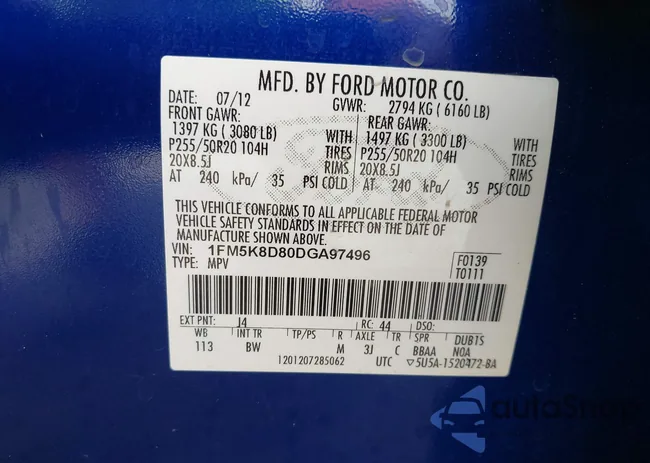 MFD. BY FORD MOTOR CO.
DATE: 07/12 GVWR: 2794 KG ( 6160 LB)
FRONT GAWR: REAR GAWR:
1397 KG ( 3080 LB) WITH 1497 KG ( 3300 LB) WITH
P255/50R20 104H TIRES P255/50R20 104H TIRES
20X8.5J RIMS 20X8.5J RIMS
AT 240 kPa/ 35 PSI COLD AT 240 kPa/ 35 PSI COLD
THIS VEHICLE CONFORMS TO ALL APPLICABLE FEDERAL MOTOR
VEHICLE SAFETY STANDARDS IN EFFECT ON THE DATE OF
MANUFACTURE SHOWN ABOVE.
VIN: 1FM5K8D80DGA97496 F0139
TYPE: MPV T0111
EXT PNT: J4 RC: 44 DSO:
WB INT TR TP/PS R AXLE TR SPR DUB1S
113 BW M 3J C BBAA N0A
1201207285062 UTC ▽5U5A-1520472-BA
autoShop